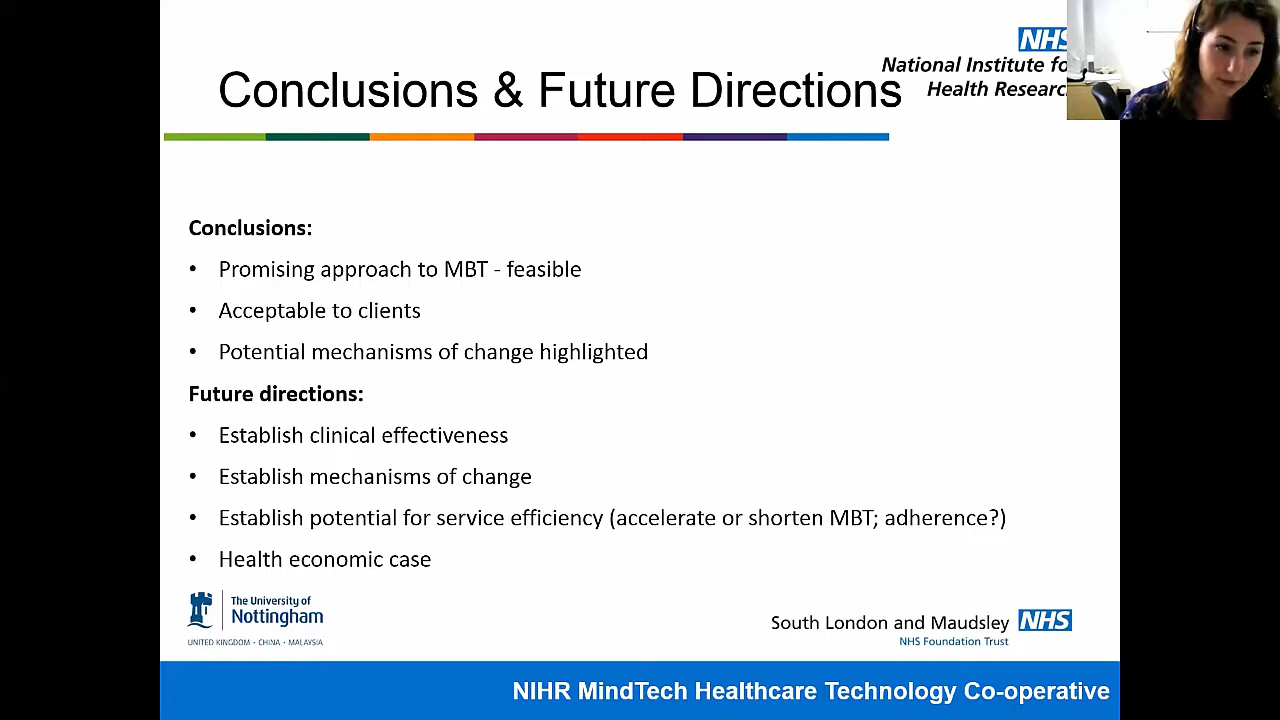 NHS
National Institute fo
Health Researc
Conclusions & Future Directions
Conclusions:
• Promising approach to MBT - feasible
• Acceptable to clients
• Potential mechanisms of change highlighted
Future directions:
• Establish clinical effectiveness
• Establish mechanisms of change
• Establish potential for service efficiency (accelerate or shorten MBT; adherence?)
• Health economic case
The University of
Nottingham
UNITED KINGDOM · CHINA · MALAYSIA
South London and Maudsley NHS
NHS Foundation Trust
NIHR MindTech Healthcare Technology Co-operative